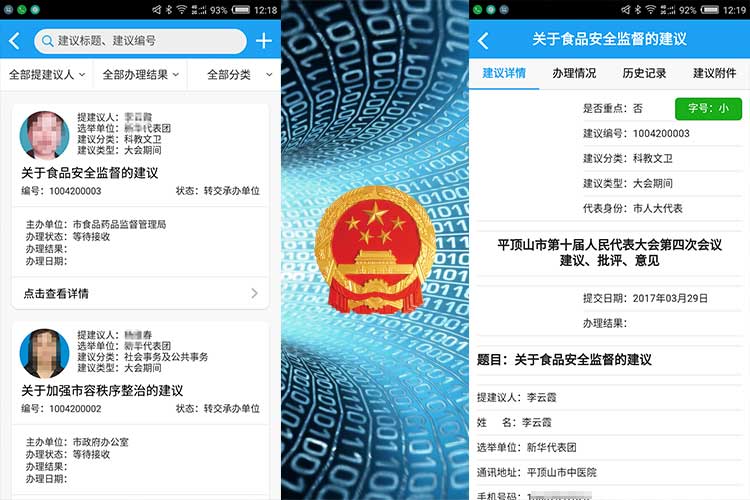 93% 12:18
建议标题、建议编号
全部提建议人 全部办理结果 全部分类
提建议人:
选举单位:新华代表团
建议分类:科教文卫
建议类型:大会期间
关于食品安全监督的建议
编号:1004200003 状态:转交承办单位
主办单位:市食品药品监督管理局
办理状态:等待接收
办理结果:
办理日期:
点击查看详情
提建议人:
选举单位:新华代表团
建议分类:社会事务及公共事务
建议类型:大会期间
关于加强市容秩序整治的建议
编号:1004200002 状态:转交承办单位
主办单位:市政府办公室
办理状态:等待接收
办理结果:
办理日期:
92% 12:19
关于食品安全监督的建议
建议详情 办理情况 历史记录 建议附件
是否重点:否
字号:小
建议编号:1004200003
建议分类:科教文卫
建议类型:大会期间
代表身份:市人大代表
平顶山市第十届人民代表大会第四次会议
建议、批评、意见
提交日期:2017年03月29日
办理结果:
题目:关于食品安全监督的建议
提建议人:李云霞
姓 名:李云霞
选举单位:新华代表团
通讯地址:平顶山市中医院
手机号码: